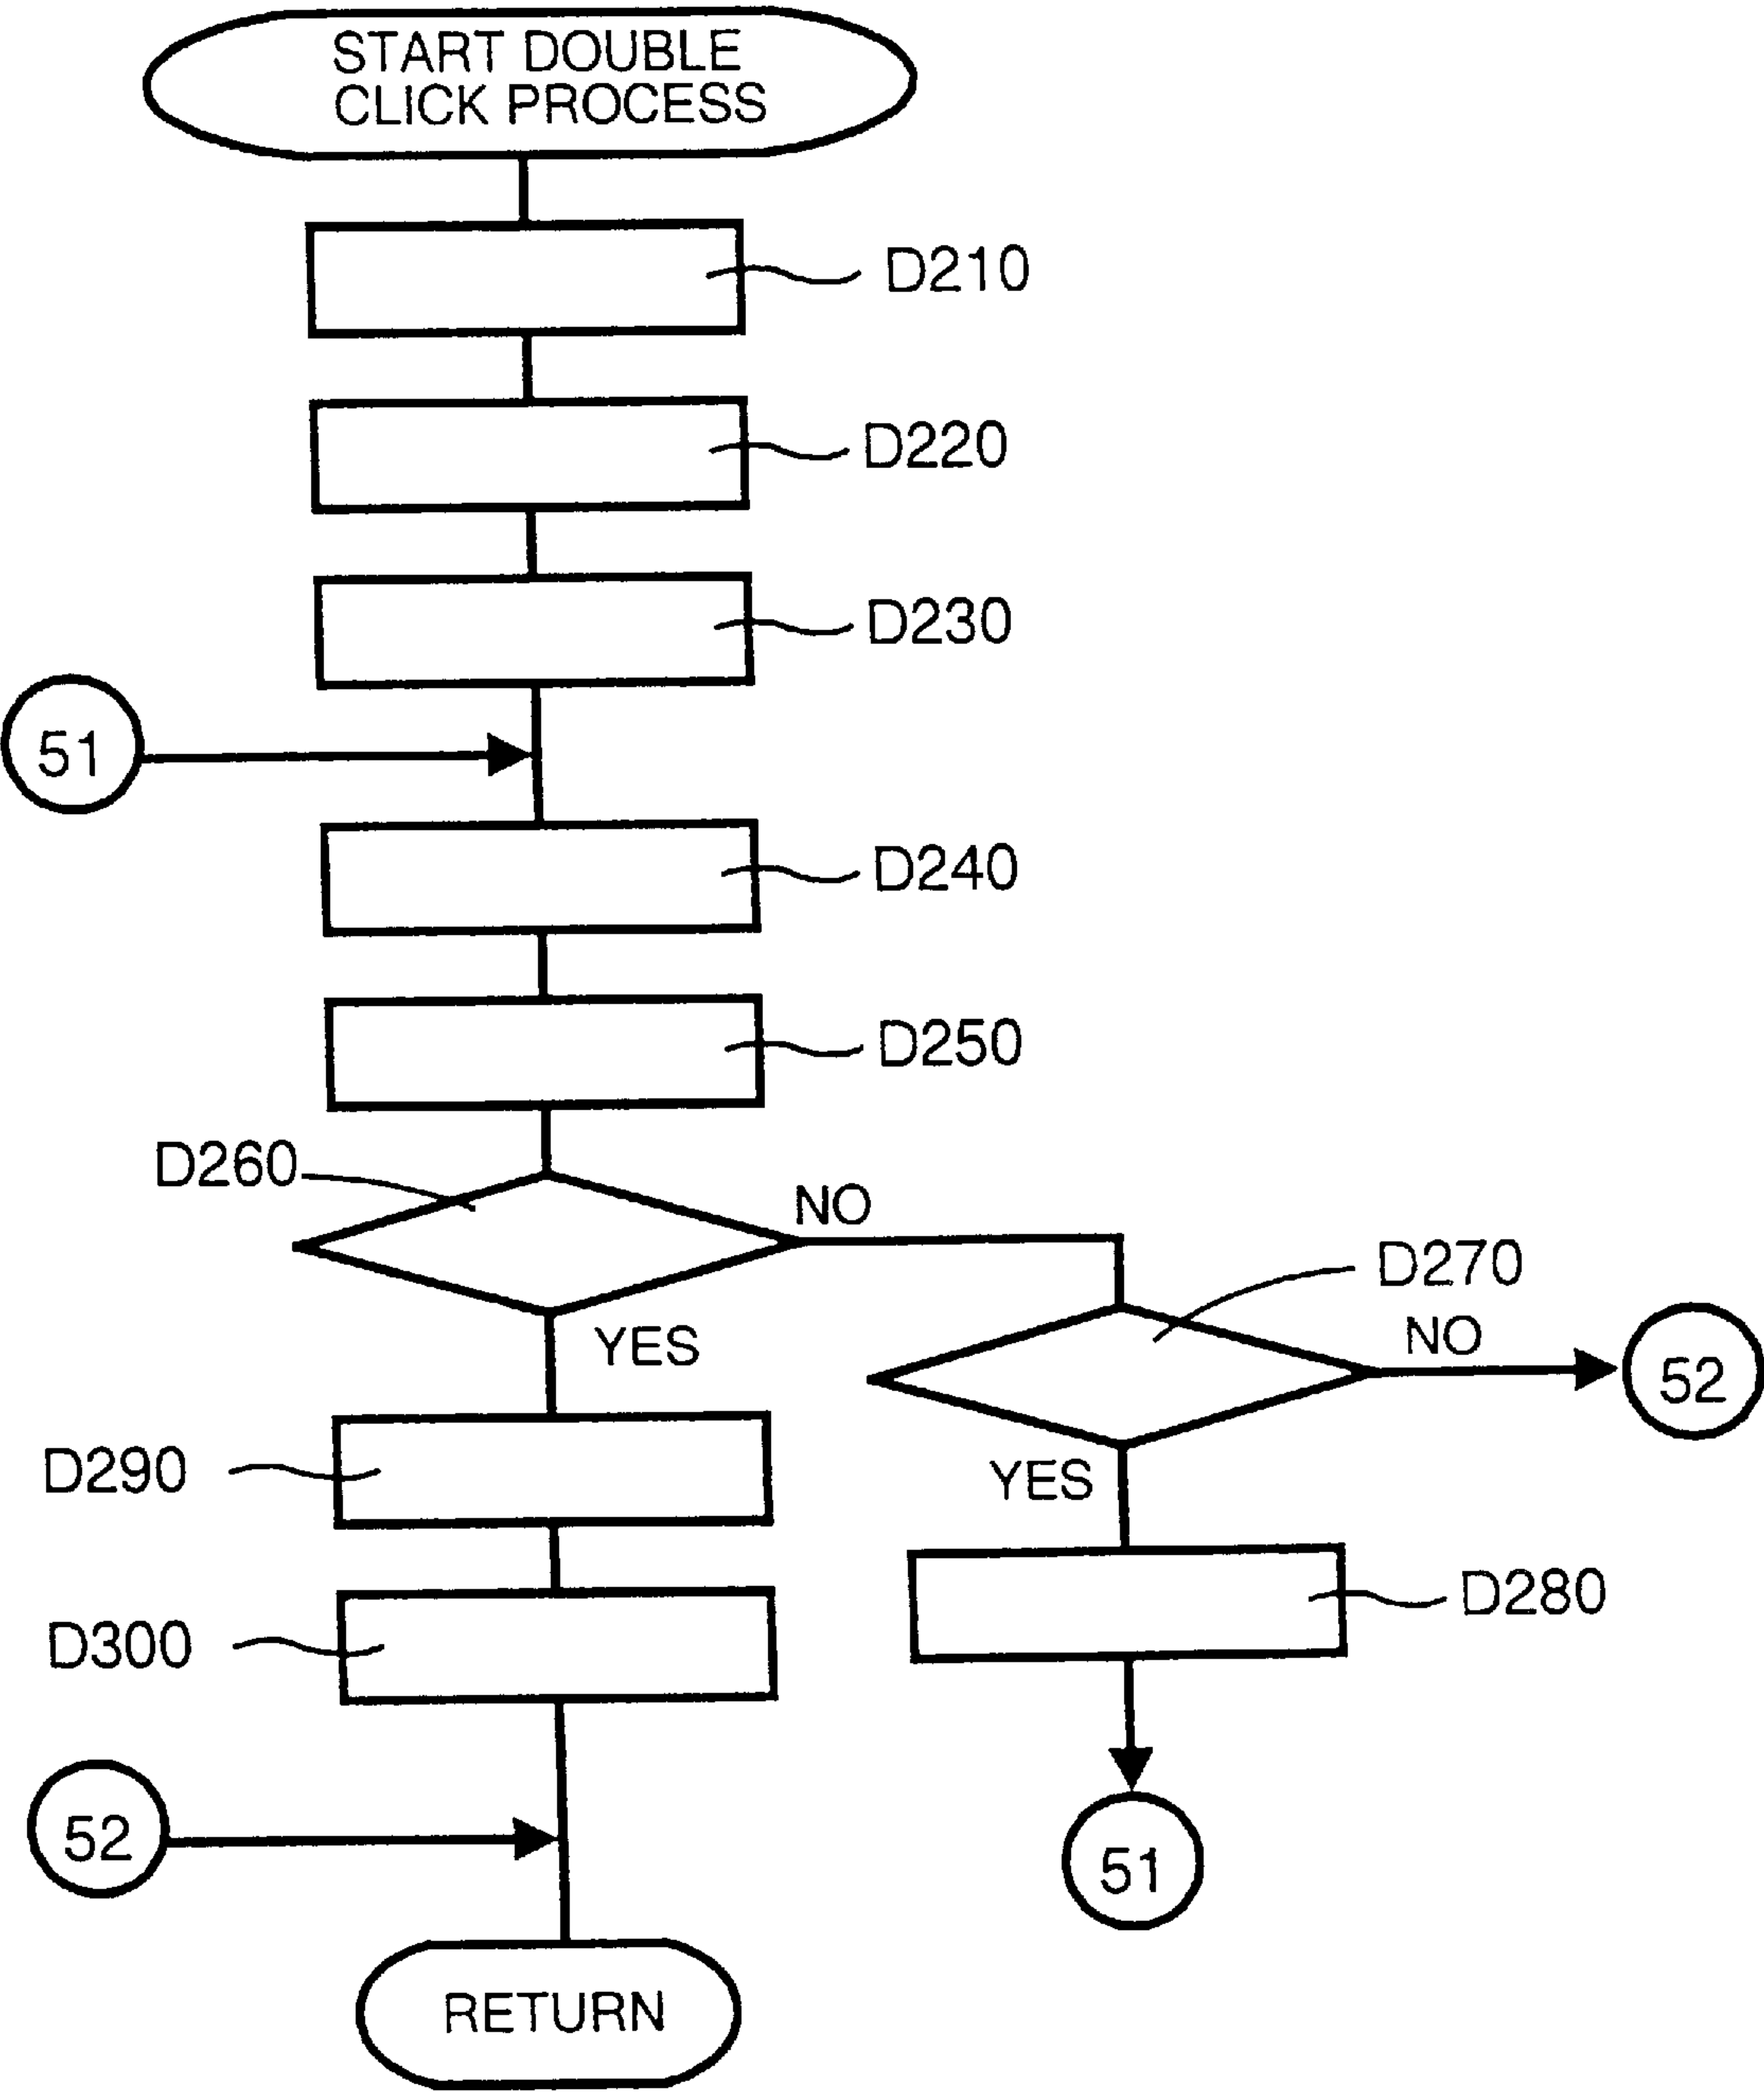 START DOUBLE
CLICK PROCESS
D210
D220
D230
51
D240
D250
D260
NO
D270
NO
52
YES
YES
D290
D280
D300
52
51
RETURN